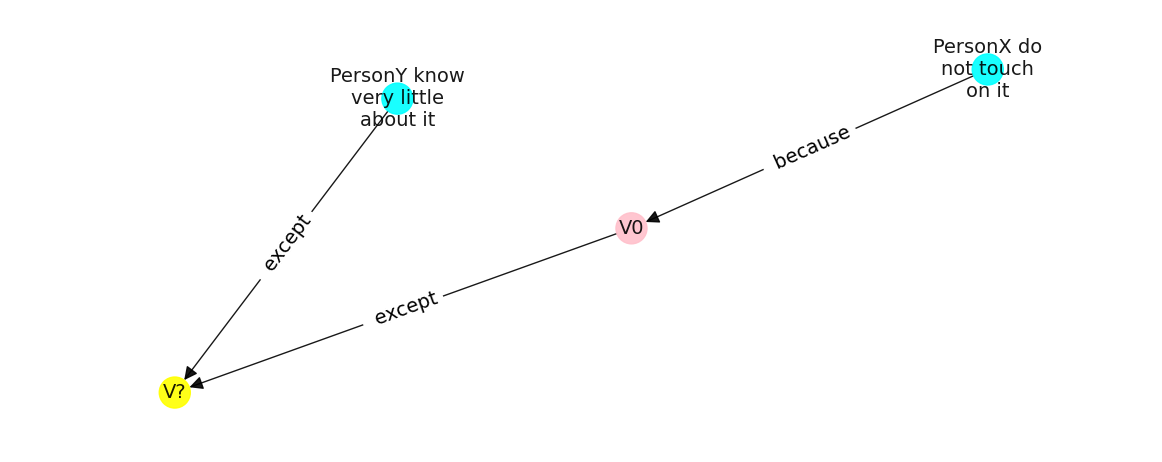 PersonX do
not touch
on it
PersonY know
very little
about it
because
except
V0
except
V?